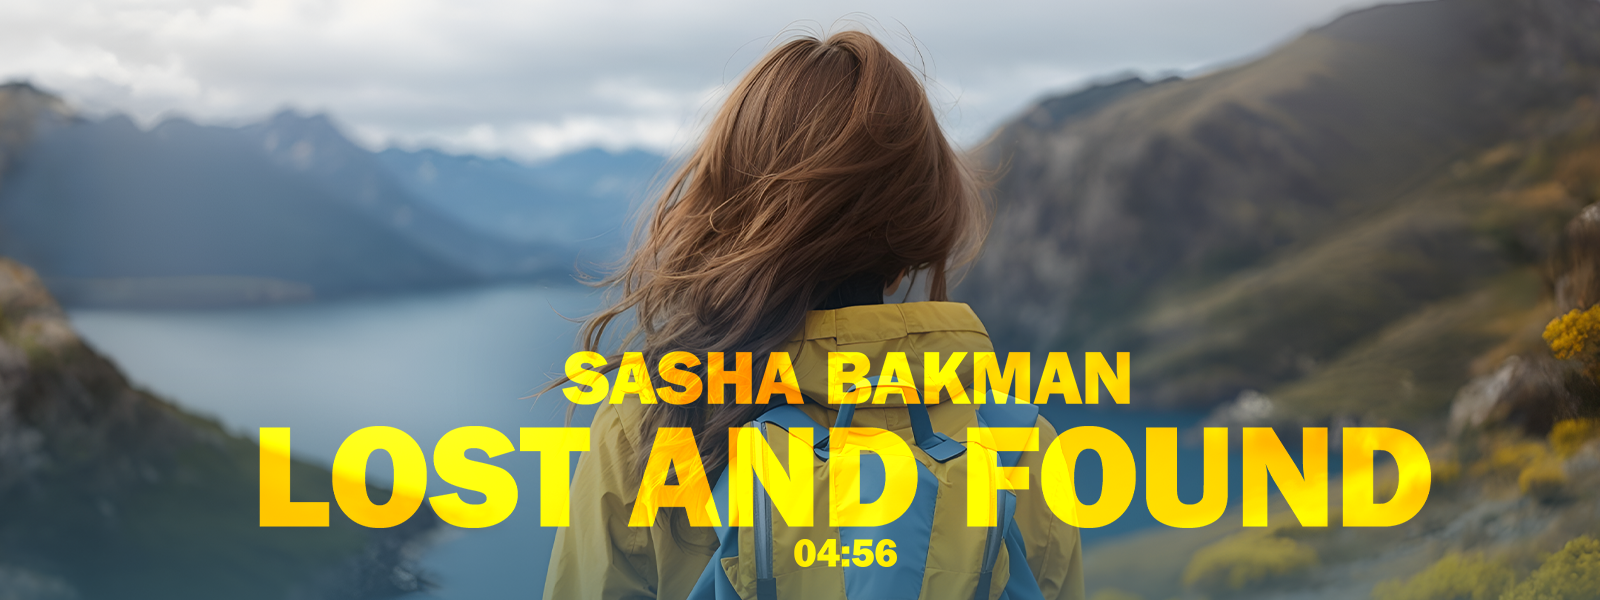 SASHA BAKMAN
LOST AND FOUND
04:56